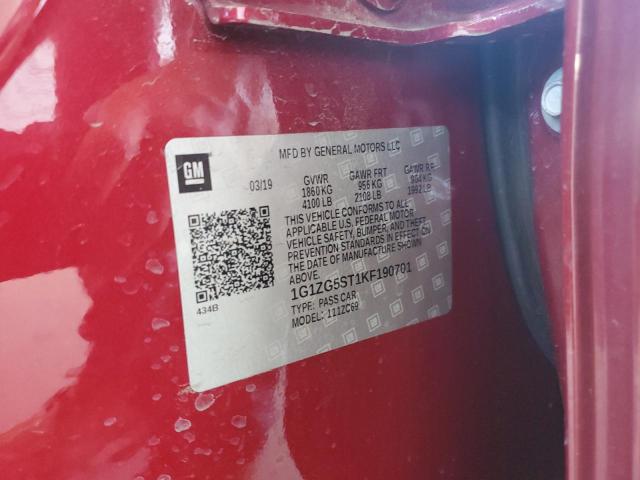 GM
MFD BY GENERAL MOTORS LLC
03/19
GVWR GAWR FRT GAWR RR
1860 KG 956 KG 904 KG
4100 LB 2108 LB 1992 LB
THIS VEHICLE CONFORMS TO ALL
APPLICABLE U.S. FEDERAL MOTOR
VEHICLE SAFETY, BUMPER, AND THEFT
PREVENTION STANDARDS IN EFFECT ON
THE DATE OF MANUFACTURE SHOWN
ABOVE.
1G1ZG5ST1KF190701
TYPE: PASS CAR
MODEL: 111ZC69
434B